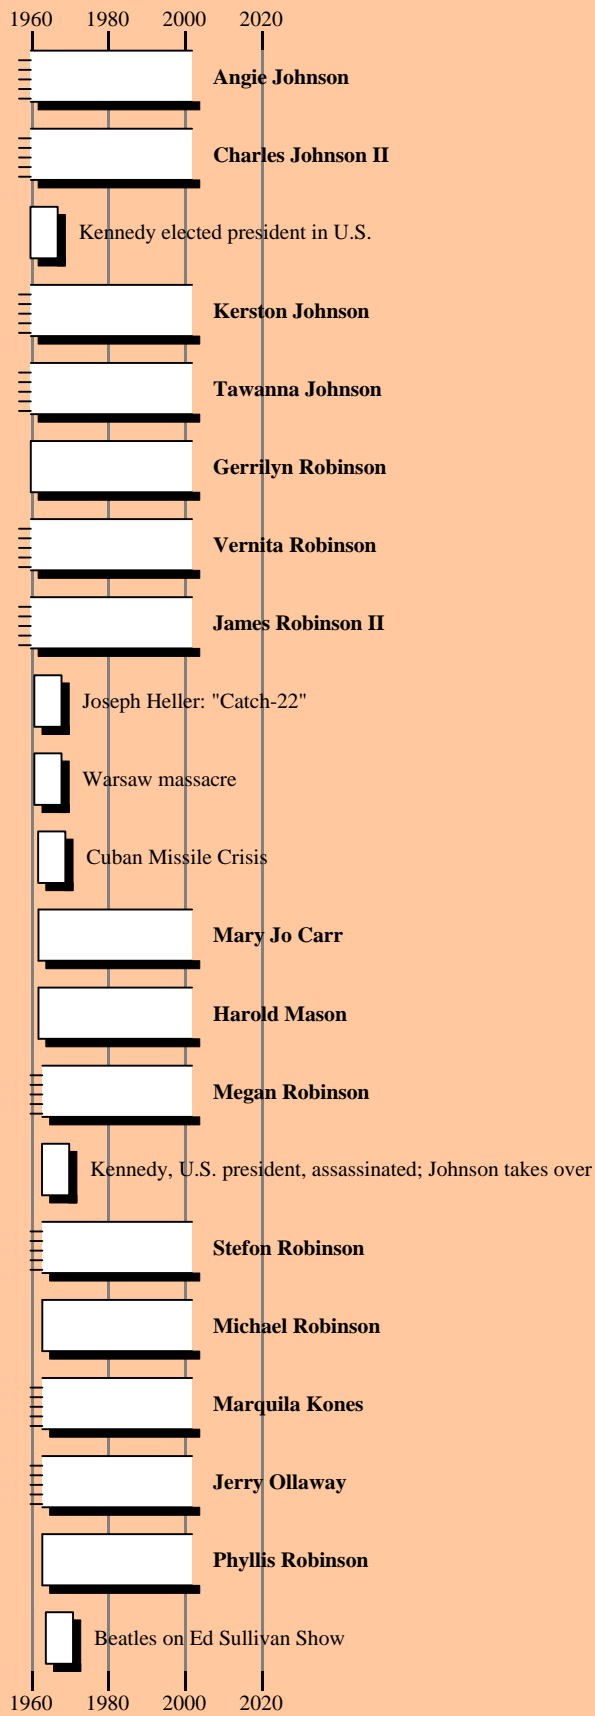 1960 1980 2000 2020
Angie Johnson
Charles Johnson II
Kennedy elected president in U.S.
Kerston Johnson
Tawanna Johnson
Gerrilyn Robinson
Vernita Robinson
James Robinson II
Joseph Heller: "Catch-22"
Warsaw massacre
Cuban Missile Crisis
Mary Jo Carr
Harold Mason
Megan Robinson
Kennedy, U.S. president, assassinated; Johnson takes over
Stefon Robinson
Michael Robinson
Marquila Kones
Jerry Ollaway
Phyllis Robinson
Beatles on Ed Sullivan Show
1960 1980 2000 2020